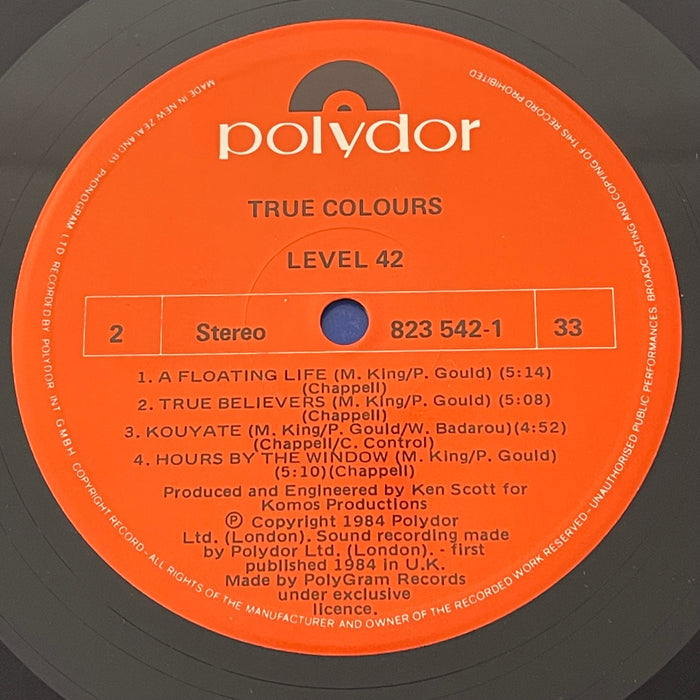 polydor
TRUE COLOURS
LEVEL 42
2 Stereo 823 542-1 33
1. A FLOATING LIFE (M. King/P. Gould) (5:14)
(Chappell)
2. TRUE BELIEVERS (M. King/P. Gould) (5:08)
(Chappell)
3. KOUYATE (M. King/P. Gould/W. Badarou)(4:52)
(Chappell/C. Control)
4. HOURS BY THE WINDOW (M. King/P. Gould)
(5:10)(Chappell)
Produced and Engineered by Ken Scott for
Komos Productions
Ⓟ Copyright 1984 Polydor
Ltd. (London). Sound recording made
by Polydor Ltd. (London). - first
published 1984 in U.K.
Made by PolyGram Records
under exclusive
licence.
MADE IN NEW ZEALAND BY PHONOGRAM LTD RECORDED BY POLYDOR INT GMBH COPYRIGHT RECORD - ALL RIGHTS OF THE MANUFACTURER AND OWNER OF THE RECORDED WORK RESERVED - UNAUTHORISED PUBLIC PERFORMANCES BROADCASTING AND COPYING OF THIS RECORD PROHIBITED